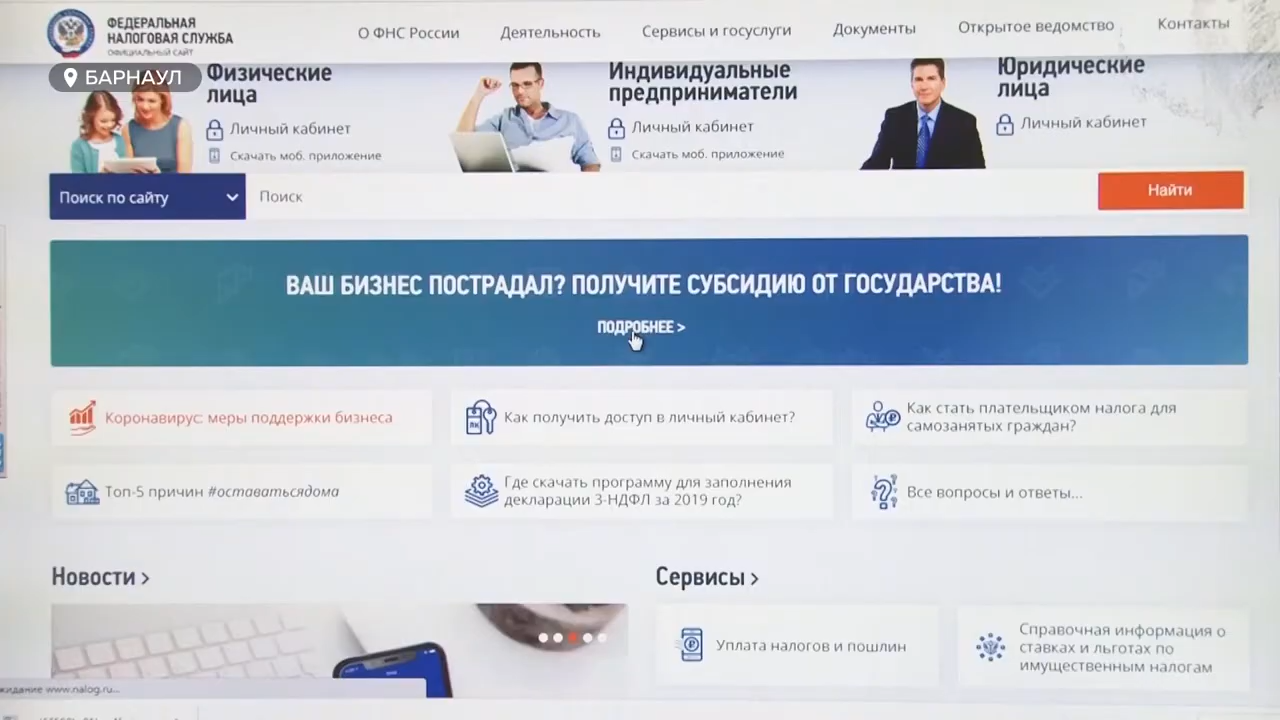 ФЕДЕРАЛЬНАЯ
НАЛОГОВАЯ СЛУЖБА
ОФИЦИАЛЬНЫЙ САЙТ
О ФНС России
Деятельность
Сервисы и госуслуги
Документы
Открытое ведомство
Контакты
БАРНАУЛ
Физические
лица
Личный кабинет
Скачать моб. приложение
Индивидуальные
предприниматели
Личный кабинет
Скачать моб. приложение
Юридические
лица
Личный кабинет
Поиск по сайту
Поиск
Найти
ВАШ БИЗНЕС ПОСТРАДАЛ? ПОЛУЧИТЕ СУБСИДИЮ ОТ ГОСУДАРСТВА!
ПОДРОБНЕЕ >
Коронавирус: меры поддержки бизнеса
Как получить доступ в личный кабинет?
Как стать плательщиком налога для
самозанятых граждан?
Топ-5 причин #оставатьсядома
Где скачать программу для заполнения
декларации 3-НДФЛ за 2019 год?
Все вопросы и ответы...
Новости >
Сервисы >
Уплата налогов и пошлин
Справочная информация о
ставках и льготах по
имущественным налогам
www.nalog.ru...